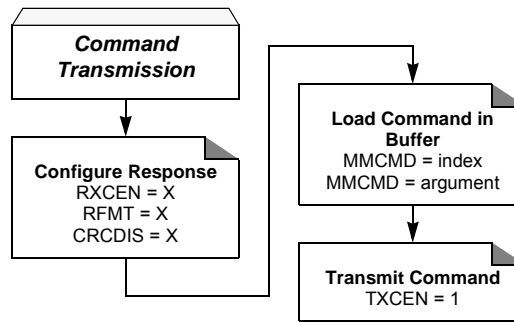 Command
Transmission
Configure Response
RXCEN = X
RFMT = X
CRCDIS = X
Load Command in
Buffer
MMCMD = index
MMCMD = argument
Transmit Command
TXCEN = 1